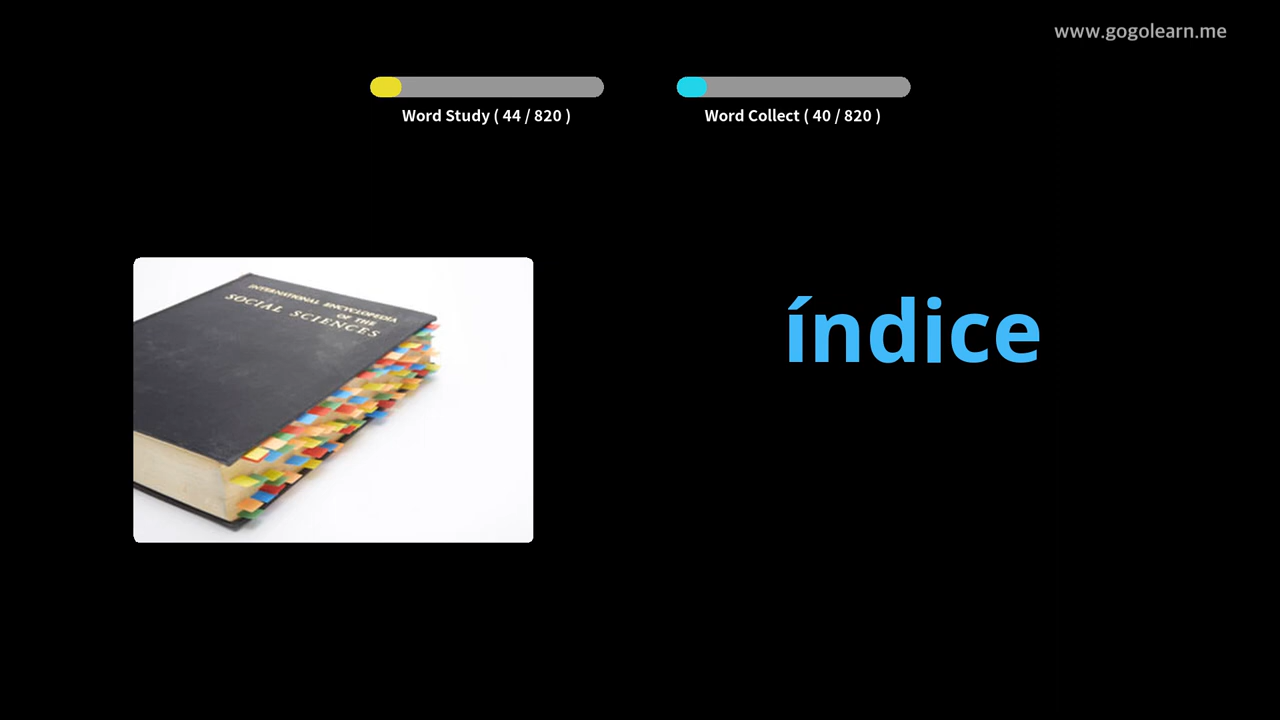 www.gogolearn.me
Word Study ( 44 / 820 )
Word Collect ( 40 / 820 )
INTERNATIONAL ENCYCLOPEDIA
OF THE
SOCIAL SCIENCES
índice